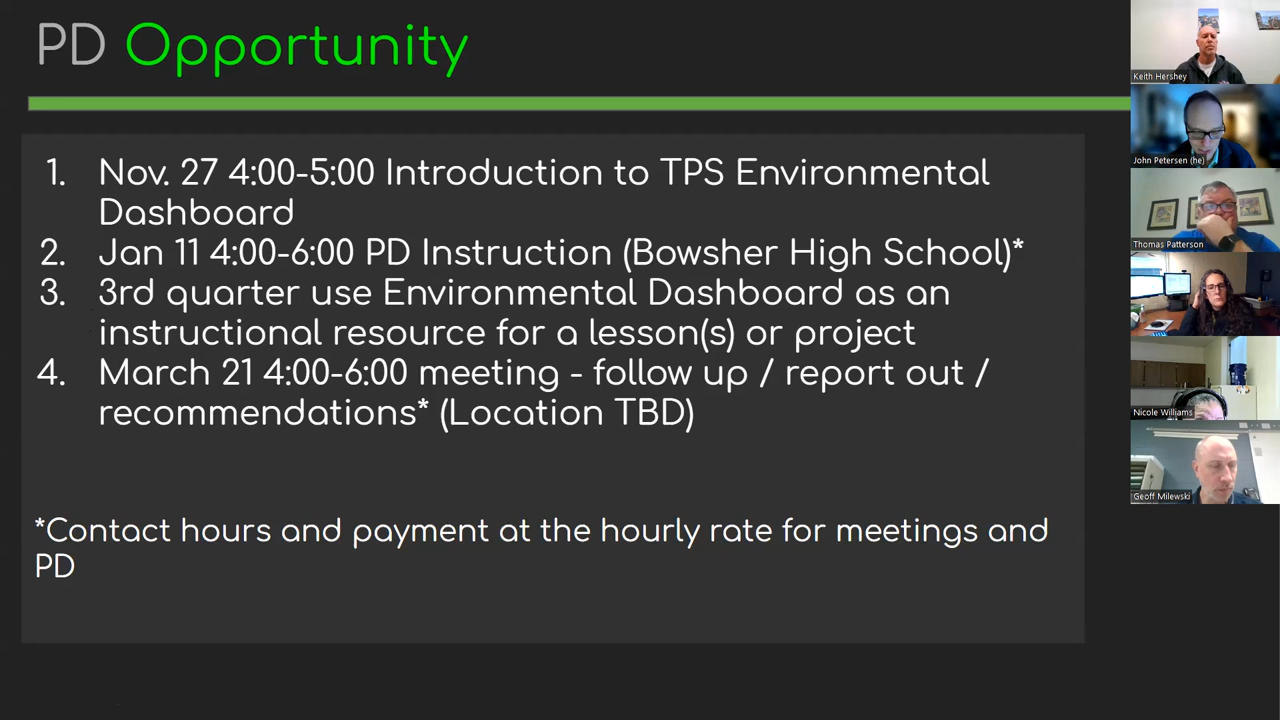 PD Opportunity
1. Nov. 27 4:00-5:00 Introduction to TPS Environmental
Dashboard
2. Jan 11 4:00-6:00 PD Instruction (Bowsher High School)*
3. 3rd quarter use Environmental Dashboard as an
instructional resource for a lesson(s) or project
4. March 21 4:00-6:00 meeting - follow up / report out /
recommendations* (Location TBD)
*Contact hours and payment at the hourly rate for meetings and
PD
Keith Hershey
John Petersen (he)
Thomas Patterson
Nicole Williams
Geoff Milewski